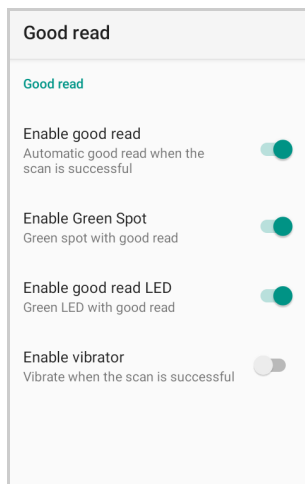 Good read
Good read
Enable good read
Automatic good read when the
scan is successful
Enable Green Spot
Green spot with good read
Enable good read LED
Green LED with good read
Enable vibrator
Vibrate when the scan is successful